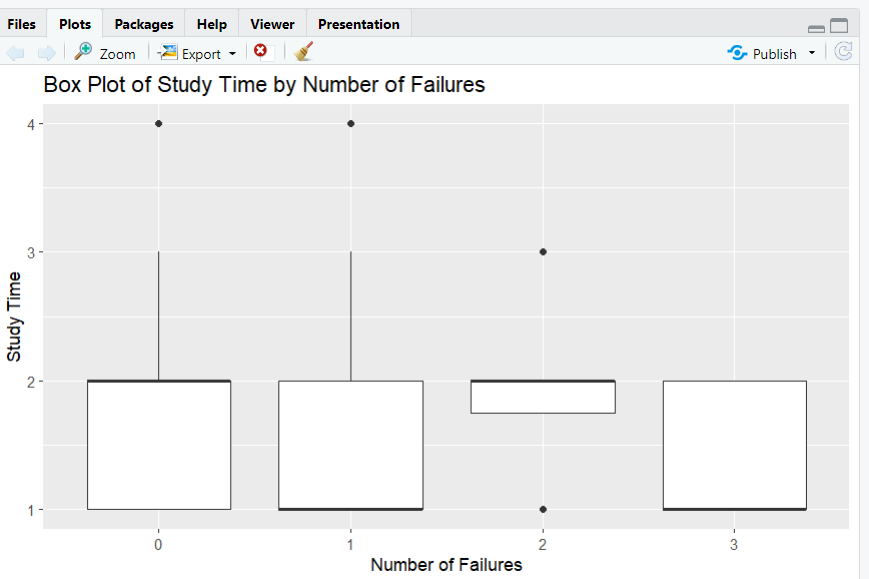 Files Plots Packages Help Viewer Presentation
Zoom Export Publish
Box Plot of Study Time by Number of Failures
4
3
2
1
Study Time
0 1 2 3
Number of Failures